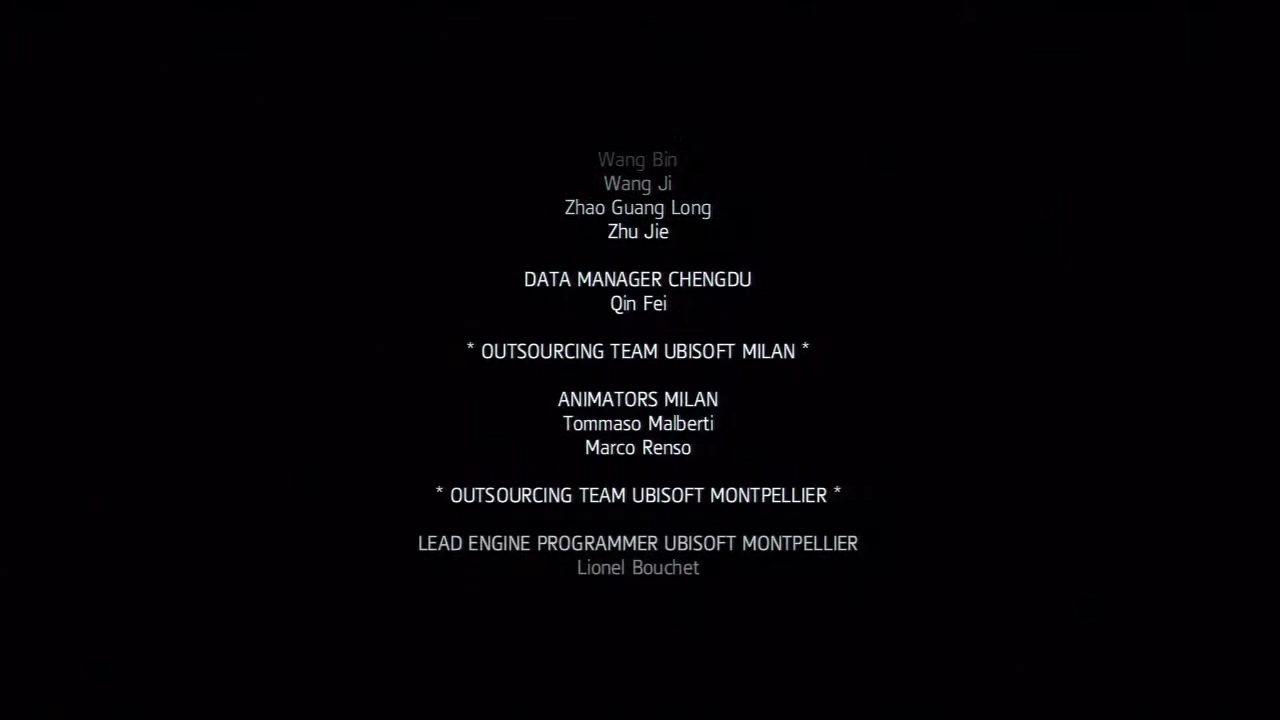 Wang Bin
Wang Ji
Zhao Guang Long
Zhu Jie
DATA MANAGER CHENGDU
Qin Fei
* OUTSOURCING TEAM UBISOFT MILAN *
ANIMATORS MILAN
Tommaso Malberti
Marco Renso
* OUTSOURCING TEAM UBISOFT MONTPELLIER *
LEAD ENGINE PROGRAMMER UBISOFT MONTPELLIER
Lionel Bouchet